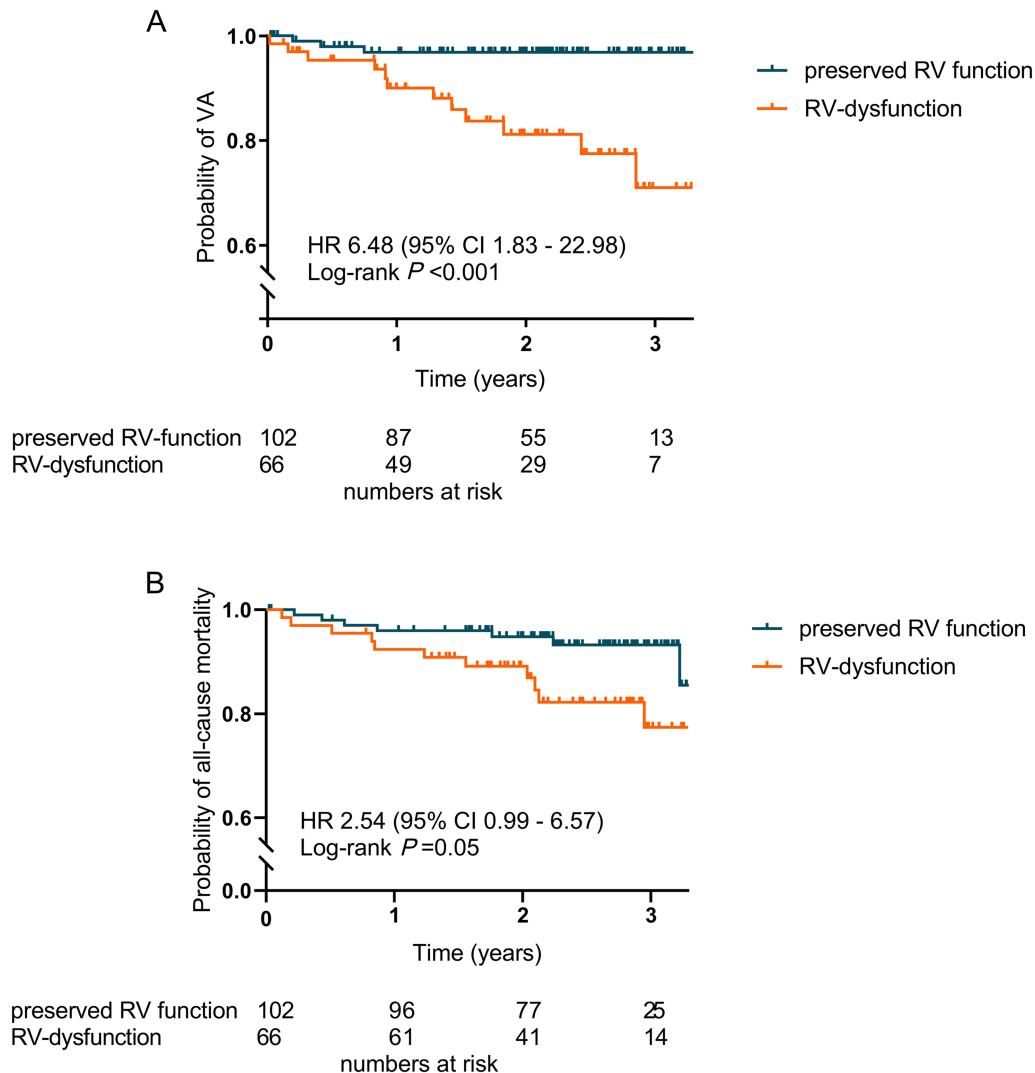 A
1.0
0.8
0.6
Probability of VA
preserved RV function
RV-dysfunction
HR 6.48 (95% CI 1.83 - 22.98)
Log-rank P <0.001
0 1 2 3
Time (years)
preserved RV-function 102 87 55 13
RV-dysfunction 66 49 29 7
numbers at risk
B
1.0
0.8
0.6
0.0
Probability of all-cause mortality
preserved RV function
RV-dysfunction
HR 2.54 (95% CI 0.99 - 6.57)
Log-rank P =0.05
0 1 2 3
Time (years)
preserved RV function 102 96 77 25
RV-dysfunction 66 61 41 14
numbers at risk